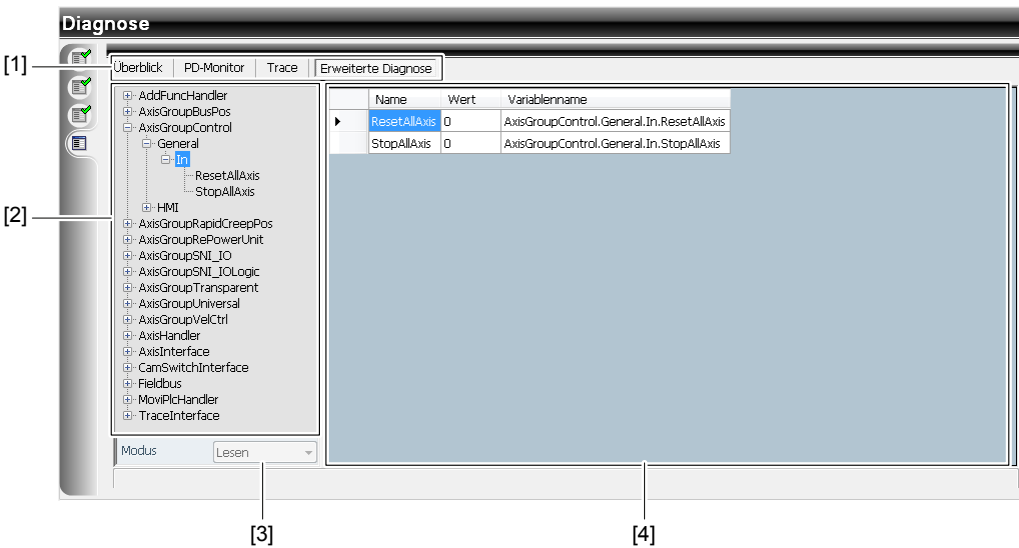 Diagnose
[1]
Überblick PD-Monitor Trace Erweiterte Diagnose
[2]
AddFuncHandler
AxisGroupBusPos
AxisGroupControl
General
In
ResetAllAxis
StopAllAxis
HMI
AxisGroupRapidCreepPos
AxisGroupRePowerUnit
AxisGroupSNI_IO
AxisGroupSNI_IOLogic
AxisGroupTransparent
AxisGroupUniversal
AxisGroupVelCtrl
AxisHandler
AxisInterface
CamSwitchInterface
Fieldbus
MoviPlcHandler
TraceInterface
Name Wert Variablenname
ResetAllAxis 0 AxisGroupControl.General.In.ResetAllAxis
StopAllAxis 0 AxisGroupControl.General.In.StopAllAxis
Modus Lesen
[3]
[4]